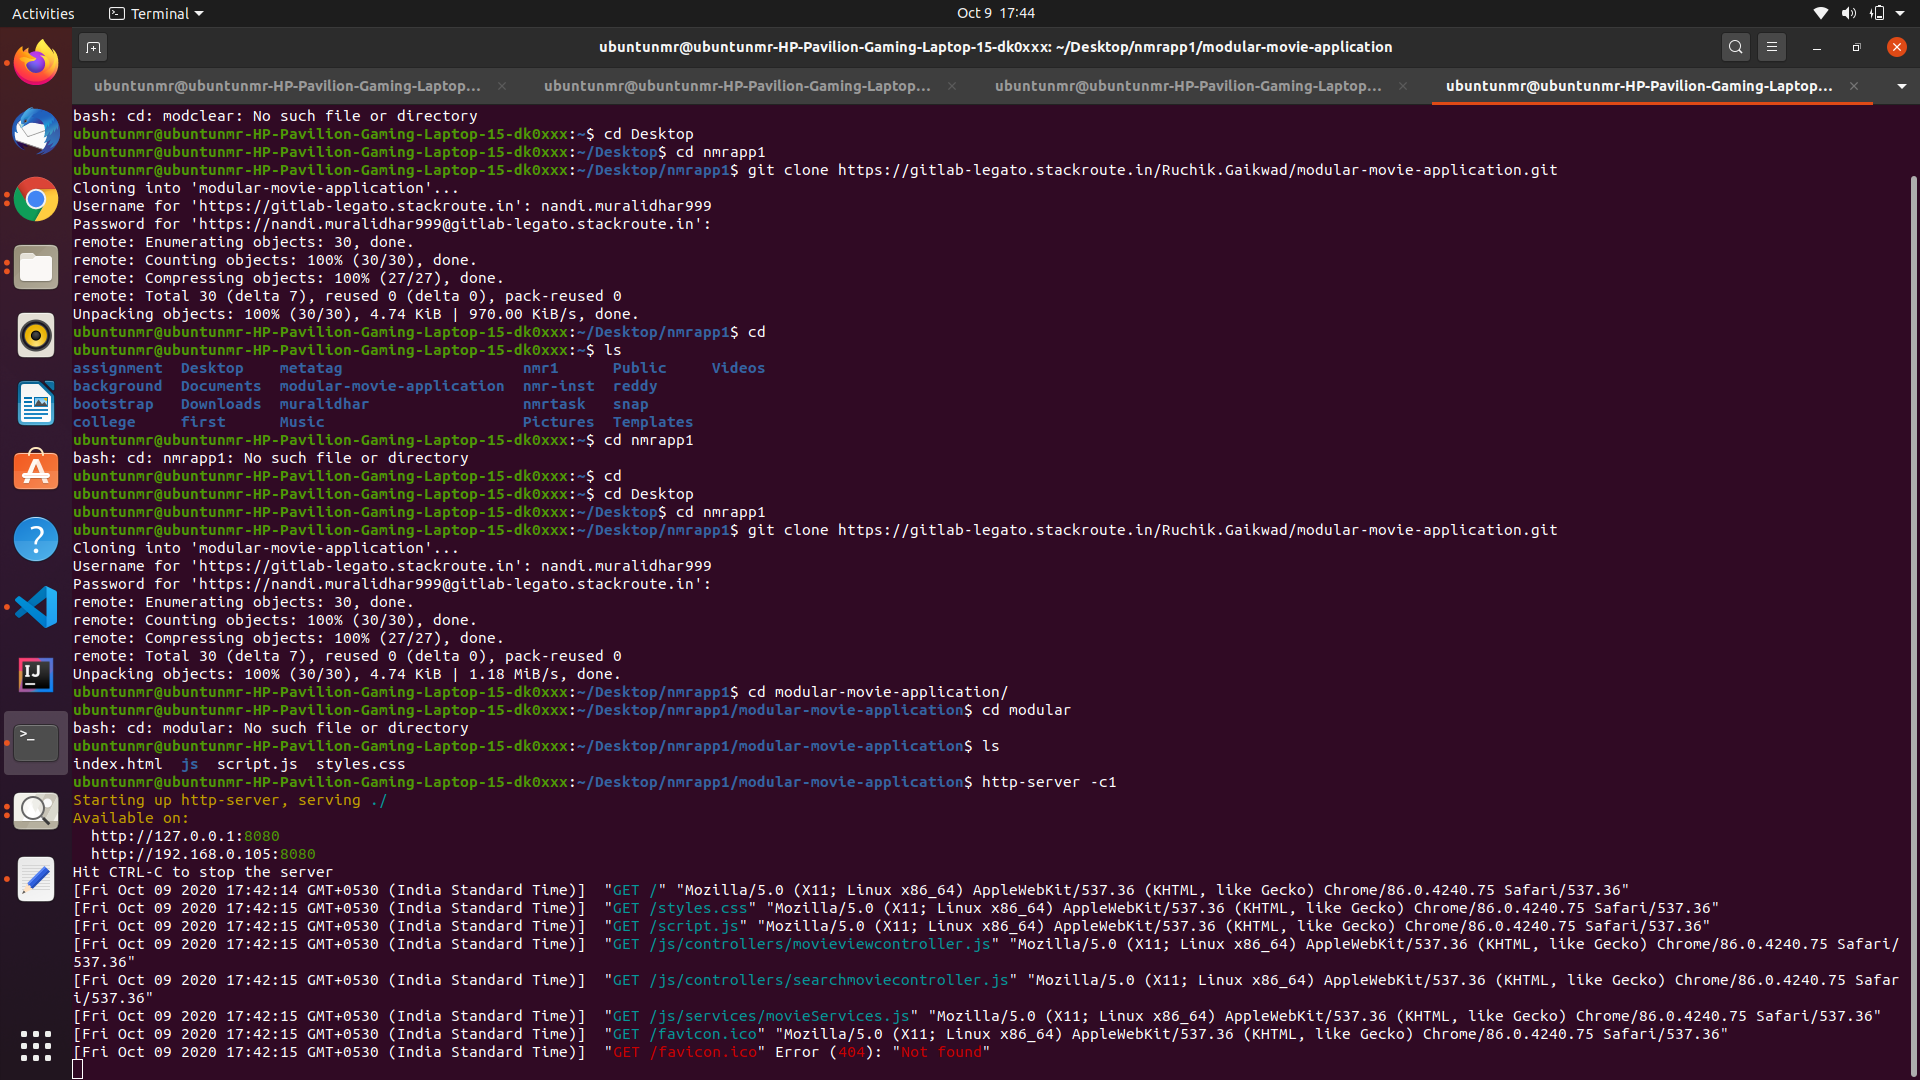 Activities
Terminal
Oct 9 17:44
ubuntunmr@ubuntunmr-HP-Pavilion-Gaming-Laptop-15-dk0xxx: ~/Desktop/nmrapp1/modular-movie-application
ubuntunmr@ubuntunmr-HP-Pavilion-Gaming-Laptop...
ubuntunmr@ubuntunmr-HP-Pavilion-Gaming-Laptop...
ubuntunmr@ubuntunmr-HP-Pavilion-Gaming-Laptop...
ubuntunmr@ubuntunmr-HP-Pavilion-Gaming-Laptop...
bash: cd: modclear: No such file or directory
ubuntunmr@ubuntunmr-HP-Pavilion-Gaming-Laptop-15-dk0xxx:~$ cd Desktop
ubuntunmr@ubuntunmr-HP-Pavilion-Gaming-Laptop-15-dk0xxx:~/Desktop$ cd nmrapp1
ubuntunmr@ubuntunmr-HP-Pavilion-Gaming-Laptop-15-dk0xxx:~/Desktop/nmrapp1$ git clone https://gitlab-legato.stackroute.in/Ruchik.Gaikwad/modular-movie-application.git
Cloning into 'modular-movie-application'...
Username for 'https://gitlab-legato.stackroute.in': nandi.muralidhar999
Password for 'https://nandi.muralidhar999@gitlab-legato.stackroute.in':
remote: Enumerating objects: 30, done.
remote: Counting objects: 100% (30/30), done.
remote: Compressing objects: 100% (27/27), done.
remote: Total 30 (delta 7), reused 0 (delta 0), pack-reused 0
Unpacking objects: 100% (30/30), 4.74 KiB | 970.00 KiB/s, done.
ubuntunmr@ubuntunmr-HP-Pavilion-Gaming-Laptop-15-dk0xxx:~/Desktop/nmrapp1$ cd
ubuntunmr@ubuntunmr-HP-Pavilion-Gaming-Laptop-15-dk0xxx:~$ ls
assignment Desktop metatag nmr1 Public Videos
background Documents modular-movie-application nmr-inst reddy
bootstrap Downloads muralidhar nmrtask snap
college first Music Pictures Templates
ubuntunmr@ubuntunmr-HP-Pavilion-Gaming-Laptop-15-dk0xxx:~$ cd nmrapp1
bash: cd: nmrapp1: No such file or directory
ubuntunmr@ubuntunmr-HP-Pavilion-Gaming-Laptop-15-dk0xxx:~$ cd
ubuntunmr@ubuntunmr-HP-Pavilion-Gaming-Laptop-15-dk0xxx:~$ cd Desktop
ubuntunmr@ubuntunmr-HP-Pavilion-Gaming-Laptop-15-dk0xxx:~/Desktop$ cd nmrapp1
ubuntunmr@ubuntunmr-HP-Pavilion-Gaming-Laptop-15-dk0xxx:~/Desktop/nmrapp1$ git clone https://gitlab-legato.stackroute.in/Ruchik.Gaikwad/modular-movie-application.git
Cloning into 'modular-movie-application'...
Username for 'https://gitlab-legato.stackroute.in': nandi.muralidhar999
Password for 'https://nandi.muralidhar999@gitlab-legato.stackroute.in':
remote: Enumerating objects: 30, done.
remote: Counting objects: 100% (30/30), done.
remote: Compressing objects: 100% (27/27), done.
remote: Total 30 (delta 7), reused 0 (delta 0), pack-reused 0
Unpacking objects: 100% (30/30), 4.74 KiB | 1.18 MiB/s, done.
ubuntunmr@ubuntunmr-HP-Pavilion-Gaming-Laptop-15-dk0xxx:~/Desktop/nmrapp1$ cd modular-movie-application/
ubuntunmr@ubuntunmr-HP-Pavilion-Gaming-Laptop-15-dk0xxx:~/Desktop/nmrapp1/modular-movie-application$ cd modular
bash: cd: modular: No such file or directory
ubuntunmr@ubuntunmr-HP-Pavilion-Gaming-Laptop-15-dk0xxx:~/Desktop/nmrapp1/modular-movie-application$ ls
index.html js script.js styles.css
ubuntunmr@ubuntunmr-HP-Pavilion-Gaming-Laptop-15-dk0xxx:~/Desktop/nmrapp1/modular-movie-application$ http-server -c1
Starting up http-server, serving ./
Available on:
http://127.0.0.1:8080
http://192.168.0.105:8080
Hit CTRL-C to stop the server
[Fri Oct 09 2020 17:42:14 GMT+0530 (India Standard Time)] "GET /" "Mozilla/5.0 (X11; Linux x86_64) AppleWebKit/537.36 (KHTML, like Gecko) Chrome/86.0.4240.75 Safari/537.36"
[Fri Oct 09 2020 17:42:15 GMT+0530 (India Standard Time)] "GET /styles.css" "Mozilla/5.0 (X11; Linux x86_64) AppleWebKit/537.36 (KHTML, like Gecko) Chrome/86.0.4240.75 Safari/537.36"
[Fri Oct 09 2020 17:42:15 GMT+0530 (India Standard Time)] "GET /script.js" "Mozilla/5.0 (X11; Linux x86_64) AppleWebKit/537.36 (KHTML, like Gecko) Chrome/86.0.4240.75 Safari/537.36"
[Fri Oct 09 2020 17:42:15 GMT+0530 (India Standard Time)] "GET /js/controllers/movieviewcontroller.js" "Mozilla/5.0 (X11; Linux x86_64) AppleWebKit/537.36 (KHTML, like Gecko) Chrome/86.0.4240.75 Safari/
537.36"
[Fri Oct 09 2020 17:42:15 GMT+0530 (India Standard Time)] "GET /js/controllers/searchmoviecontroller.js" "Mozilla/5.0 (X11; Linux x86_64) AppleWebKit/537.36 (KHTML, like Gecko) Chrome/86.0.4240.75 Safar
i/537.36"
[Fri Oct 09 2020 17:42:15 GMT+0530 (India Standard Time)] "GET /js/services/movieServices.js" "Mozilla/5.0 (X11; Linux x86_64) AppleWebKit/537.36 (KHTML, like Gecko) Chrome/86.0.4240.75 Safari/537.36"
[Fri Oct 09 2020 17:42:15 GMT+0530 (India Standard Time)] "GET /favicon.ico" "Mozilla/5.0 (X11; Linux x86_64) AppleWebKit/537.36 (KHTML, like Gecko) Chrome/86.0.4240.75 Safari/537.36"
[Fri Oct 09 2020 17:42:15 GMT+0530 (India Standard Time)] "GET /favicon.ico" Error (404): "Not found"